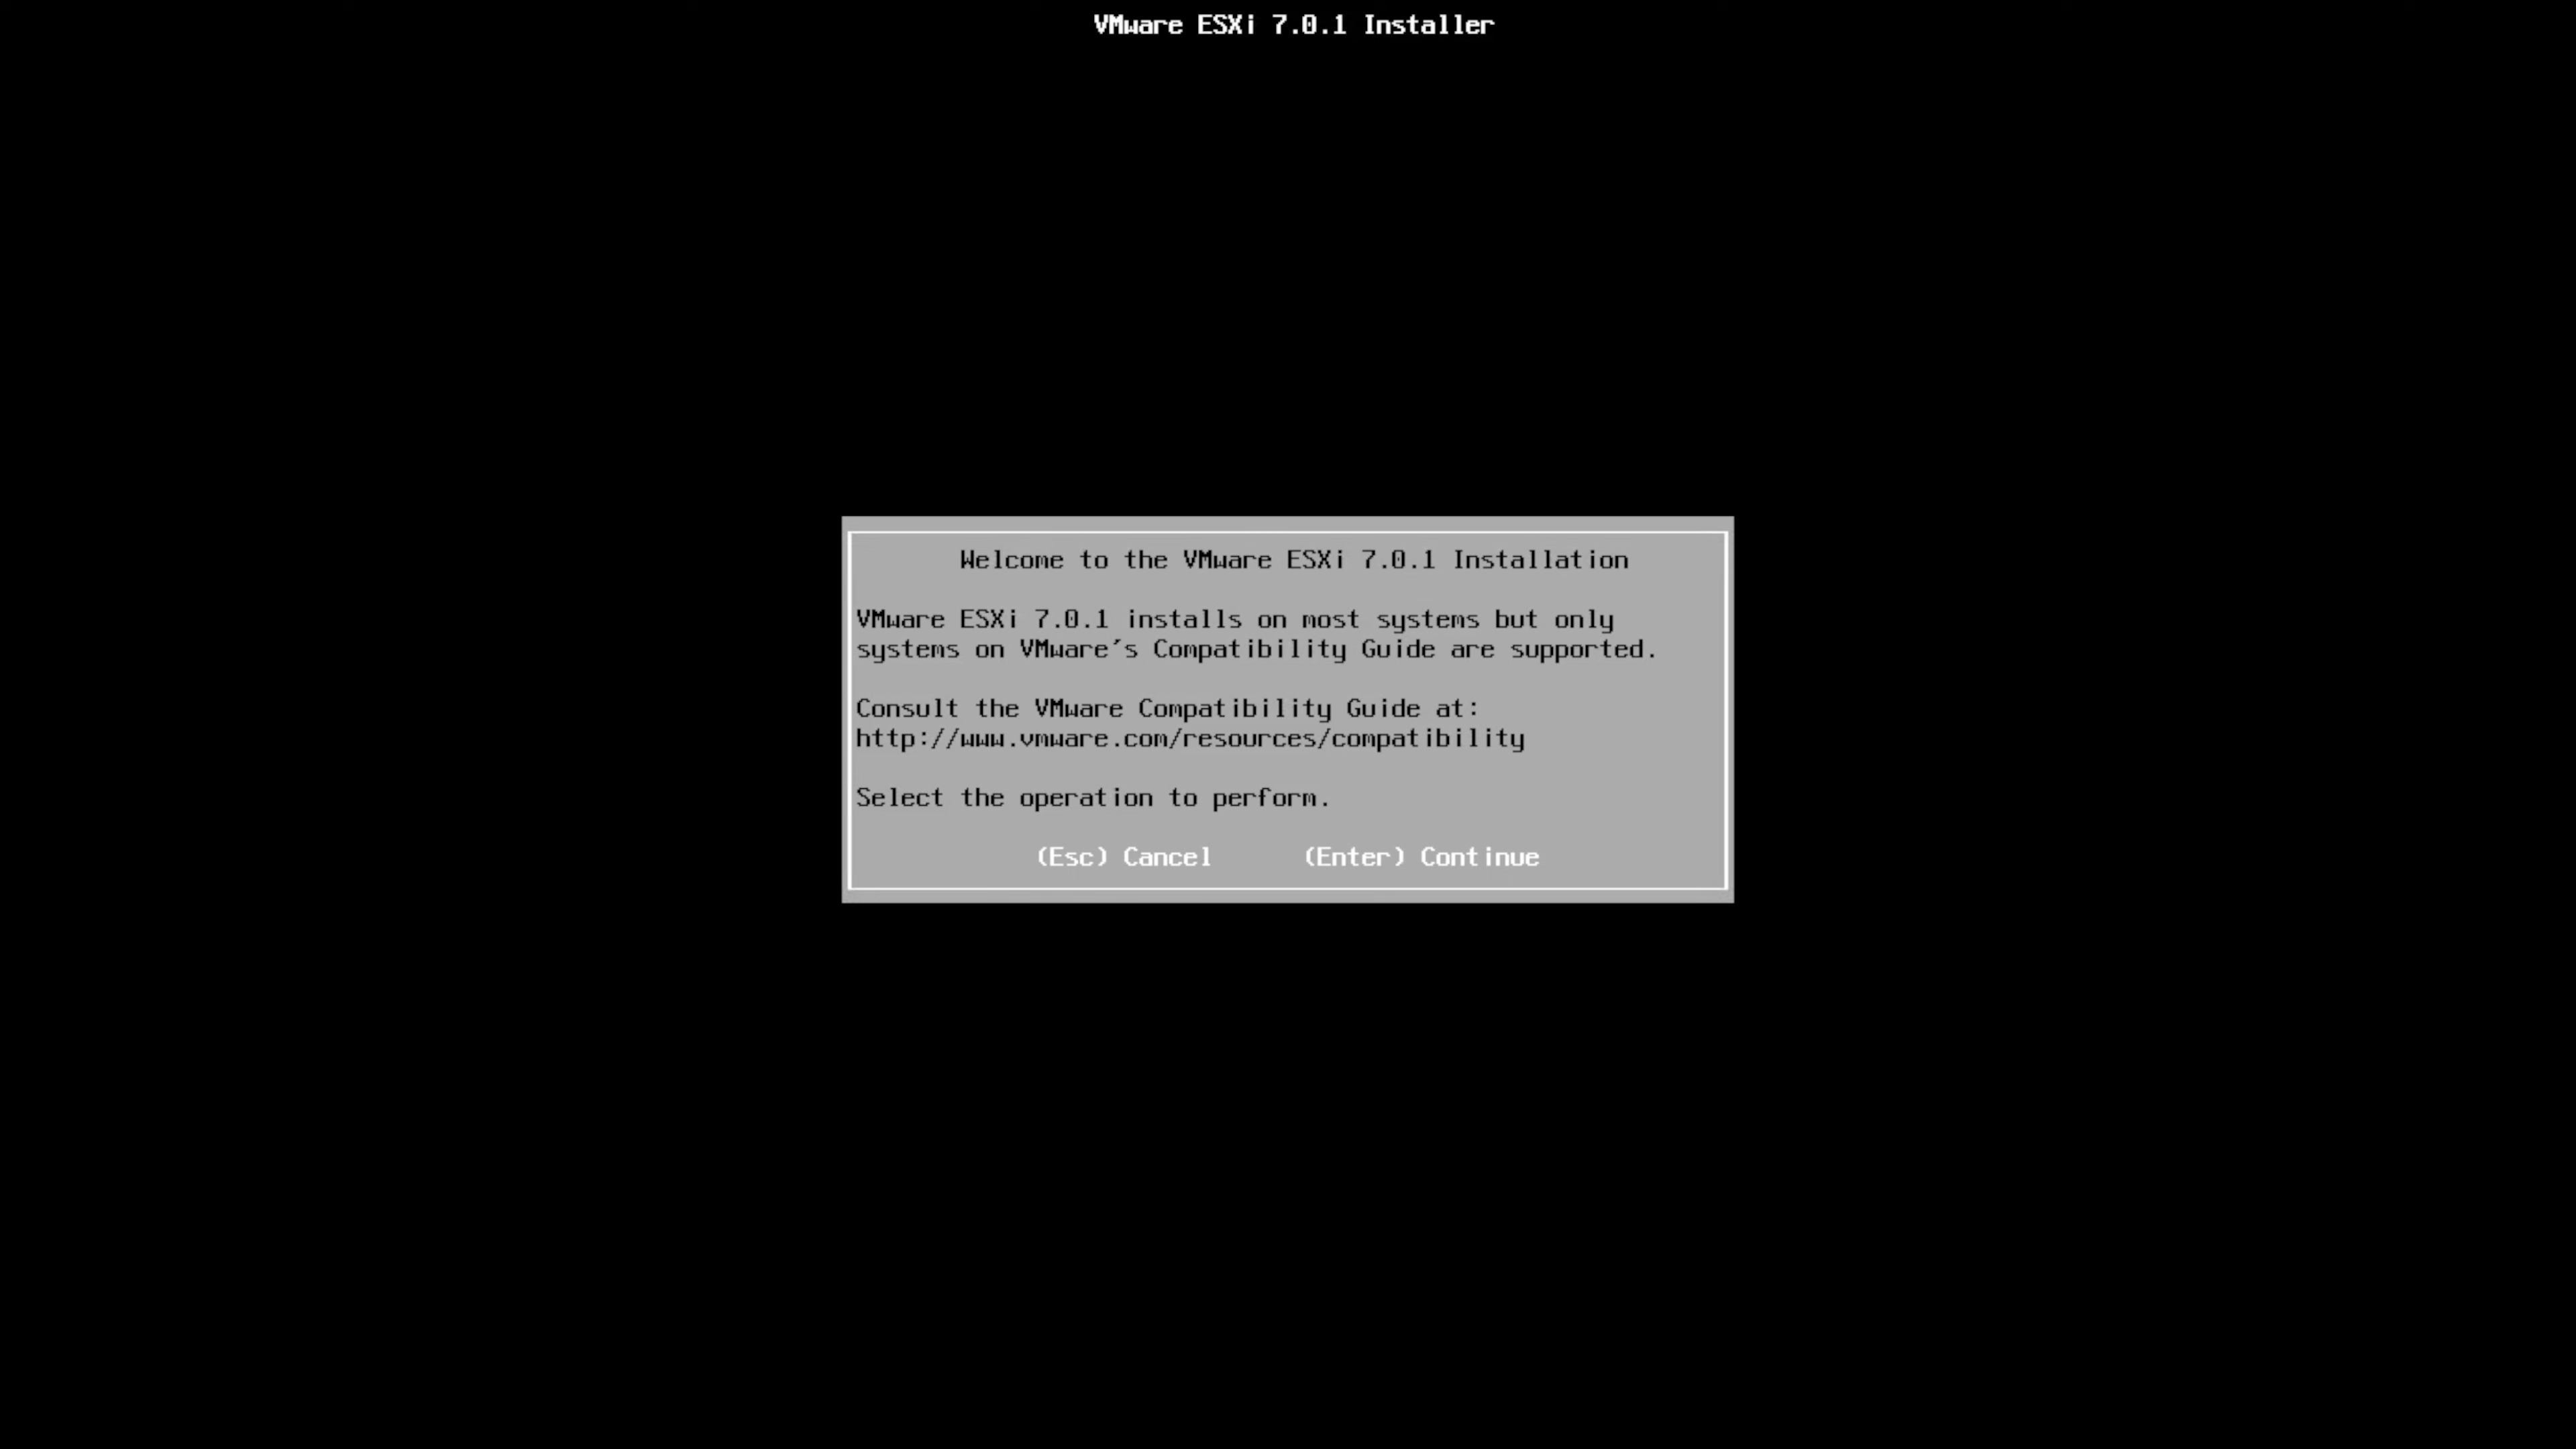 VMware ESXi 7.0.1 Installer
Welcome to the VMware ESXi 7.0.1 Installation
VMware ESXi 7.0.1 installs on most systems but only
systems on VMware's Compatibility Guide are supported.
Consult the VMware Compatibility Guide at:
http://www.vmware.com/resources/compatibility
Select the operation to perform.
(Esc) Cancel (Enter) Continue